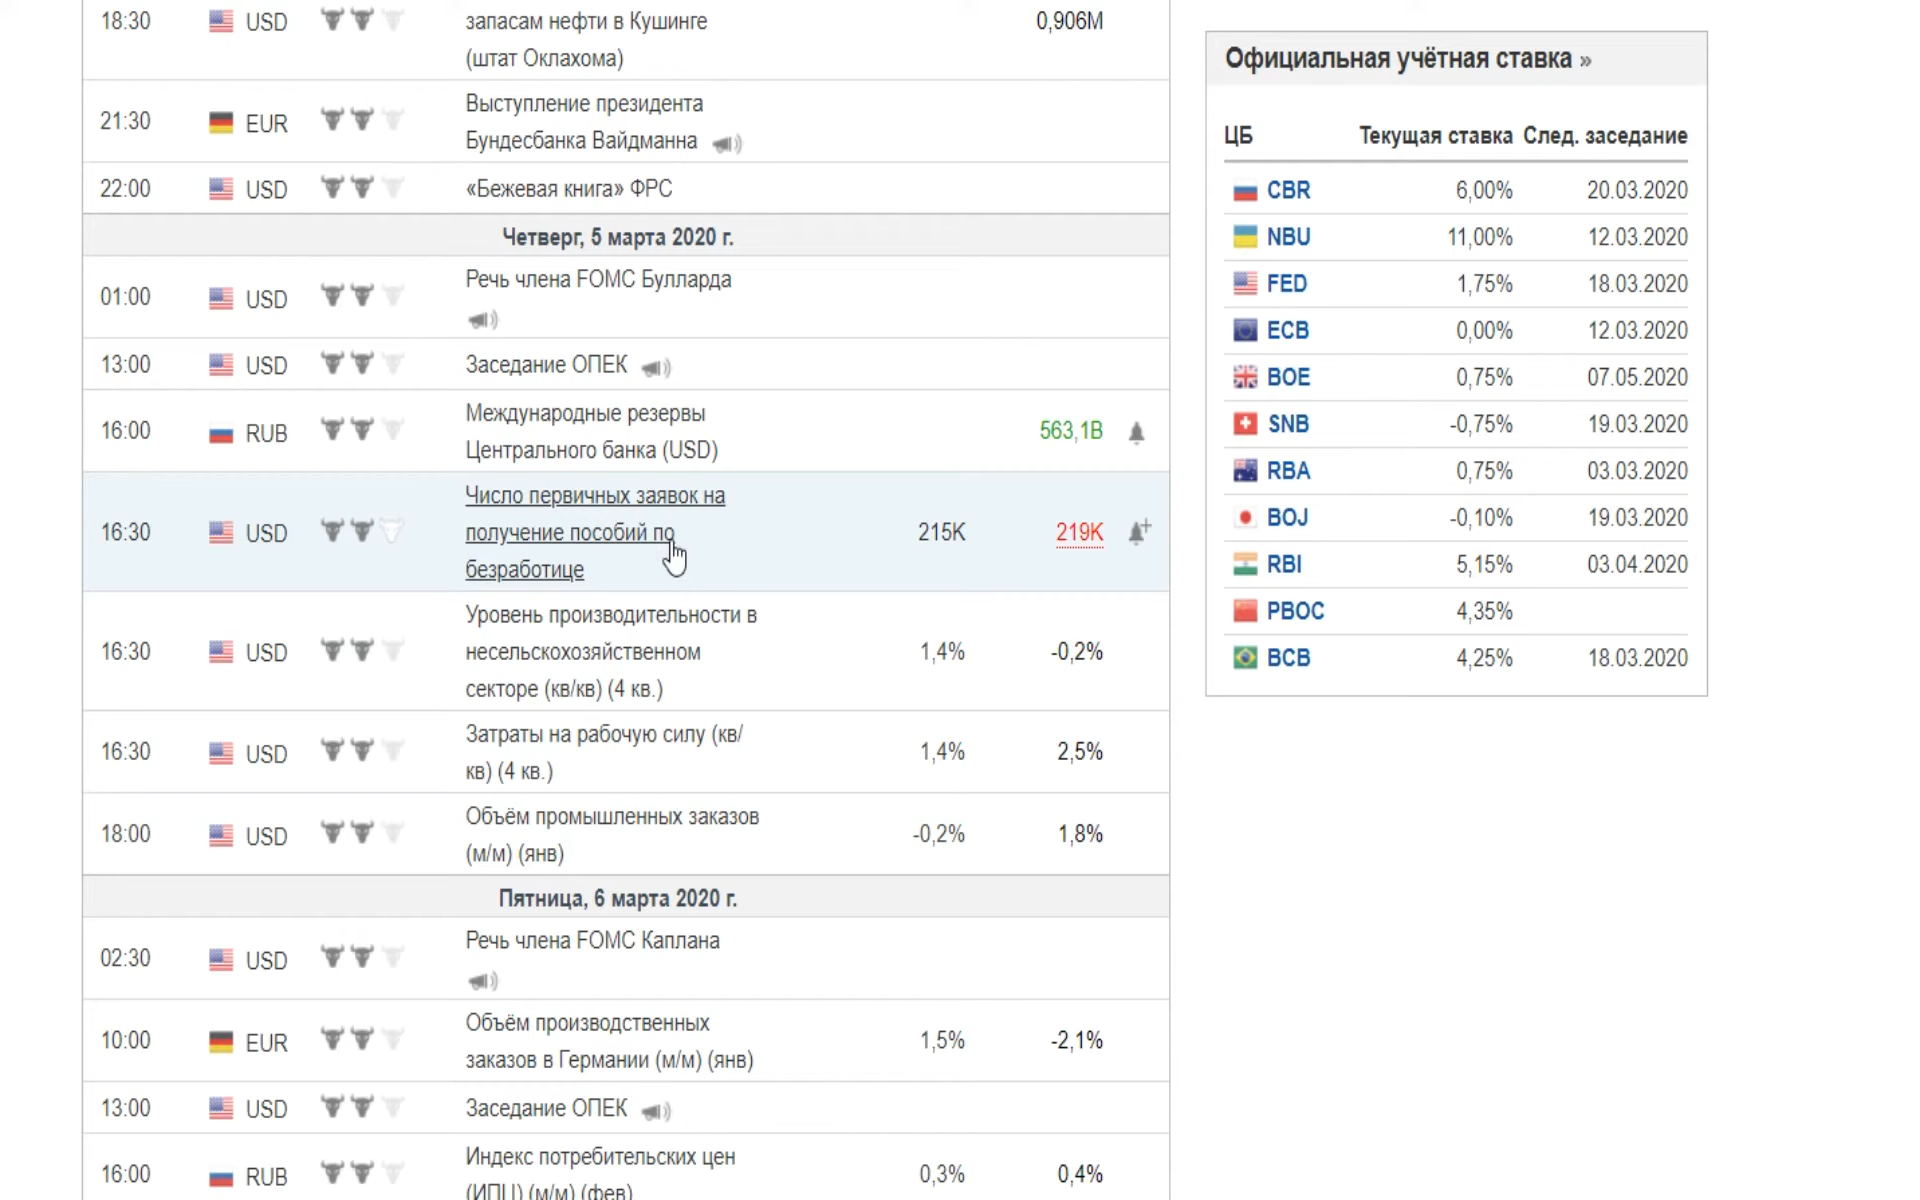 18:30 USD запасам нефти в Кушинге 0,906M
(штат Оклахома)
21:30 EUR Выступление президента
Бундесбанка Вайдманна
22:00 USD «Бежевая книга» ФРС
Четверг, 5 марта 2020 г.
01:00 USD Речь члена FOMC Булларда
13:00 USD Заседание ОПЕК
16:00 RUB Международные резервы 563,1B
Центрального банка (USD)
Число первичных заявок на
16:30 USD получение пособий по 215K 219K
безработице
Уровень производительности в
16:30 USD несельскохозяйственном 1,4% -0,2%
секторе (кв/кв) (4 кв.)
16:30 USD Затраты на рабочую силу (кв/ 1,4% 2,5%
кв) (4 кв.)
18:00 USD Объём промышленных заказов -0,2% 1,8%
(м/м) (янв)
Пятница, 6 марта 2020 г.
02:30 USD Речь члена FOMC Каплана
10:00 EUR Объём производственных 1,5% -2,1%
заказов в Германии (м/м) (янв)
13:00 USD Заседание ОПЕК
16:00 RUB Индекс потребительских цен 0,3% 0,4%
(ИПЦ) (м/м) (фев)
Официальная учётная ставка »
ЦБ Текущая ставка След. заседание
CBR 6,00% 20.03.2020
NBU 11,00% 12.03.2020
FED 1,75% 18.03.2020
ECB 0,00% 12.03.2020
BOE 0,75% 07.05.2020
SNB -0,75% 19.03.2020
RBA 0,75% 03.03.2020
BOJ -0,10% 19.03.2020
RBI 5,15% 03.04.2020
PBOC 4,35%
BCB 4,25% 18.03.2020